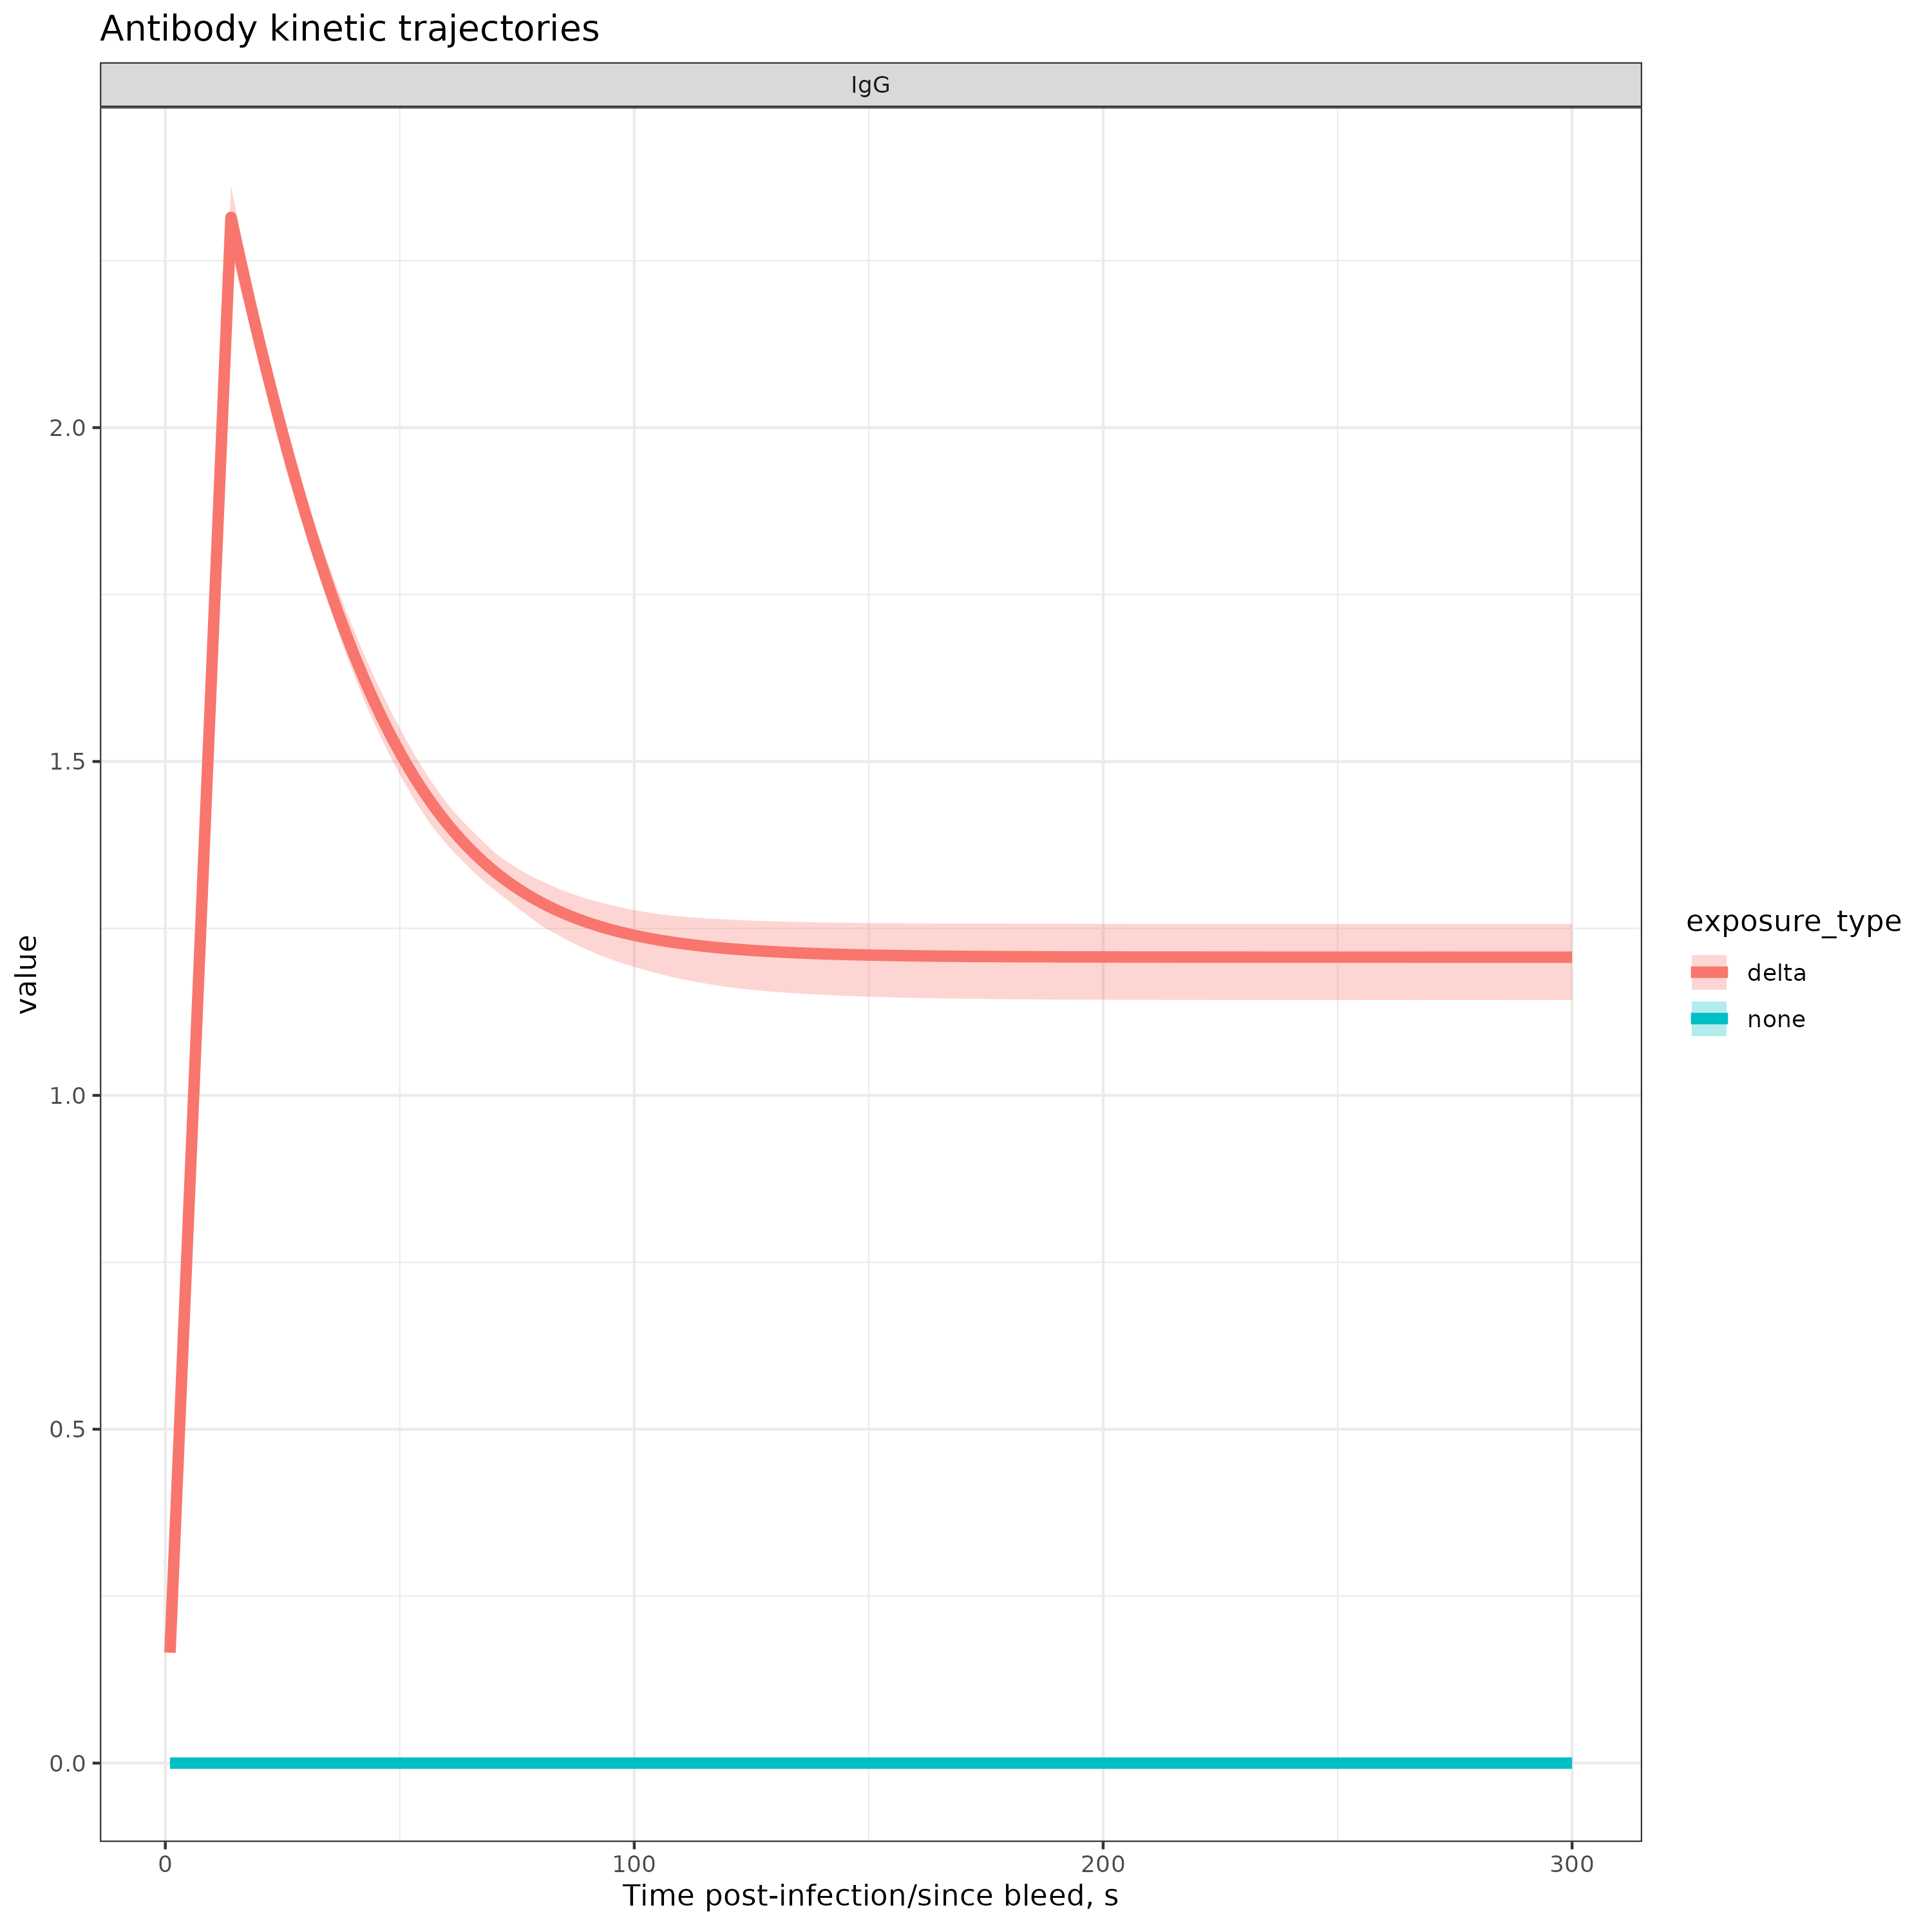 Antibody kinetic trajectories
IgG
value
2.0
1.5
1.0
0.5
0.0
0 100 200 300
Time post-infection/since bleed, s
exposure_type
delta
none